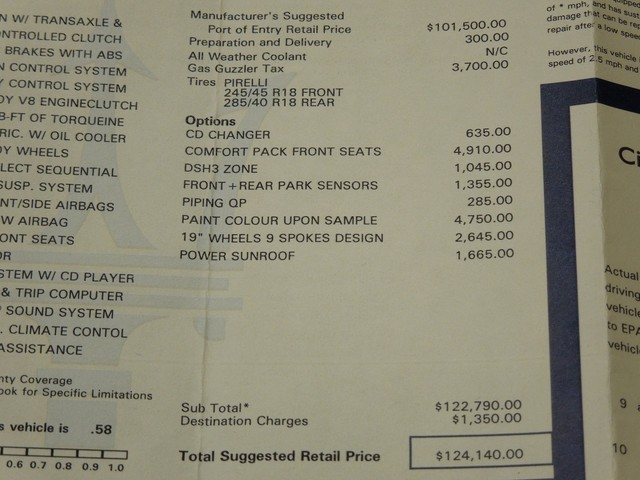 N W/ TRANSAXLE &
ONTROLLED CLUTCH
BRAKES WITH ABS
N CONTROL SYSTEM
Y CONTROL SYSTEM
DY V8 ENGINECLUTCH
B-FT OF TORQUEINE
RIC. W/ OIL COOLER
OY WHEELS
LECT SEQUENTIAL
SUSP. SYSTEM
NT/SIDE AIRBAGS
W AIRBAG
ONT SEATS
OR
STEM W/ CD PLAYER
& TRIP COMPUTER
SOUND SYSTEM
. CLIMATE CONTOL
ASSISTANCE
nty Coverage
ook for Specific Limitations
s vehicle is .58
0.6 0.7 0.8 0.9 1.0
Manufacturer's Suggested
Port of Entry Retail Price $101,500.00
Preparation and Delivery 300.00
All Weather Coolant N/C
Gas Guzzler Tax 3,700.00
Tires PIRELLI
245/45 R18 FRONT
285/40 R18 REAR
Options
CD CHANGER 635.00
COMFORT PACK FRONT SEATS 4,910.00
DSH3 ZONE 1,045.00
FRONT+REAR PARK SENSORS 1,355.00
PIPING QP 285.00
PAINT COLOUR UPON SAMPLE 4,750.00
19" WHEELS 9 SPOKES DESIGN 2,645.00
POWER SUNROOF 1,665.00
Sub Total* $122,790.00
Destination Charges $1,350.00
Total Suggested Retail Price $124,140.00
of * mph, and has sust
damage that can be rep
repair after a low speed
However, this vehicle
speed of 2.5 mph and
Ci
Actual
driving
vehicle
to EPA
vehicle
9
10